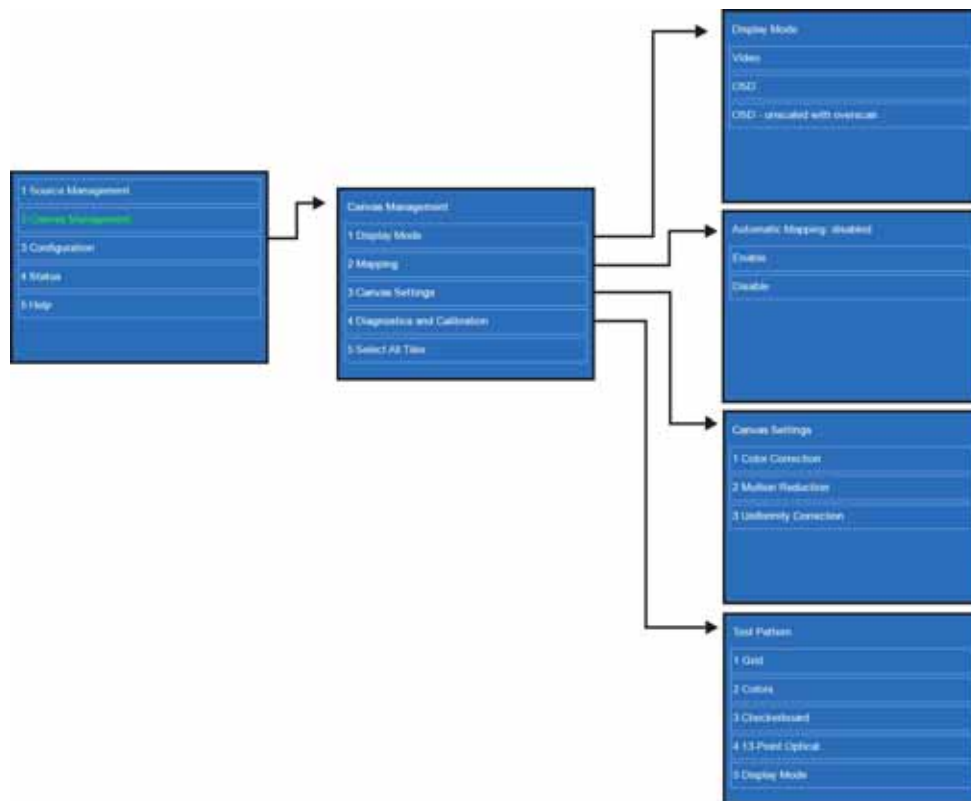 1 Source Management
2 Canvas Management
3 Configuration
4 Status
5 Help
Canvas Management
1 Display Mode
2 Mapping
3 Canvas Settings
4 Diagnostics and Calibration
5 Select All Tiles
Display Mode
Video
OSD
OSD - unscaled with overscan
Automatic Mapping: disabled
Enable
Disable
Canvas Settings
1 Color Correction
2 Mullion Reduction
3 Uniformity Correction
Test Pattern
1 Grid
2 Colors
3 Checkerboard
4 13-Point Optical
5 Display Mode